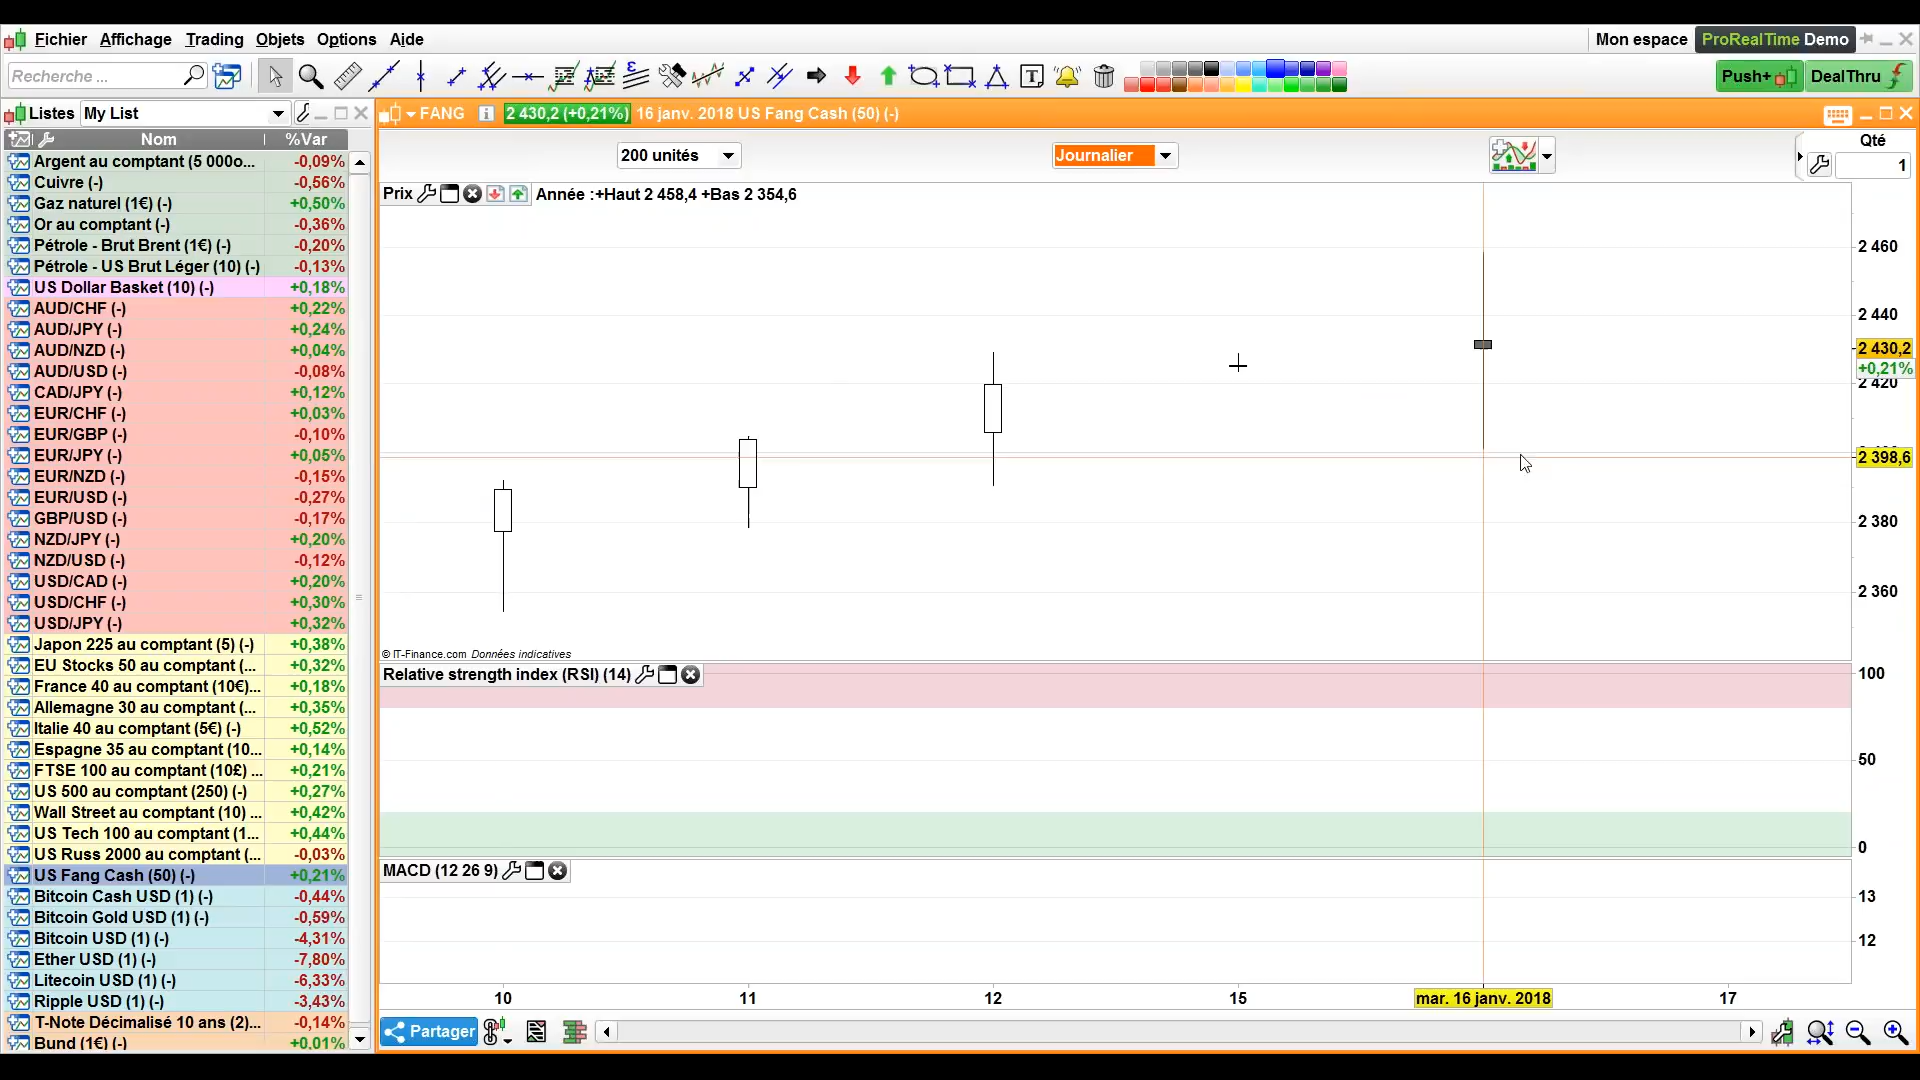 Fichier Affichage Trading Objets Options Aide
Mon espace ProRealTime Demo
Recherche ...
Push+ DealThru
Listes My List
Nom %Var
Argent au comptant (5 000o... -0,09%
Cuivre (-) -0,56%
Gaz naturel (1€) (-) +0,50%
Or au comptant (-) -0,36%
Pétrole - Brut Brent (1€) (-) -0,20%
Pétrole - US Brut Léger (10) (-) -0,13%
US Dollar Basket (10) (-) +0,18%
AUD/CHF (-) +0,22%
AUD/JPY (-) +0,24%
AUD/NZD (-) +0,04%
AUD/USD (-) -0,08%
CAD/JPY (-) +0,12%
EUR/CHF (-) +0,03%
EUR/GBP (-) -0,10%
EUR/JPY (-) +0,05%
EUR/NZD (-) -0,15%
EUR/USD (-) -0,27%
GBP/USD (-) -0,17%
NZD/JPY (-) +0,20%
NZD/USD (-) -0,12%
USD/CAD (-) +0,20%
USD/CHF (-) +0,30%
USD/JPY (-) +0,32%
Japon 225 au comptant (5) (-) +0,38%
EU Stocks 50 au comptant (... +0,32%
France 40 au comptant (10€)... +0,18%
Allemagne 30 au comptant (... +0,35%
Italie 40 au comptant (5€) (-) +0,52%
Espagne 35 au comptant (10... +0,14%
FTSE 100 au comptant (10£) ... +0,21%
US 500 au comptant (250) (-) +0,27%
Wall Street au comptant (10) ... +0,42%
US Tech 100 au comptant (1... +0,44%
US Russ 2000 au comptant (... -0,03%
US Fang Cash (50) (-) +0,21%
Bitcoin Cash USD (1) (-) -0,44%
Bitcoin Gold USD (1) (-) -0,59%
Bitcoin USD (1) (-) -4,31%
Ether USD (1) (-) -7,80%
Litecoin USD (1) (-) -6,33%
Ripple USD (1) (-) -3,43%
T-Note Décimalisé 10 ans (2)... -0,14%
Bund (1€) (-) +0,01%
FANG 2 430,2 (+0,21%) 16 janv. 2018 US Fang Cash (50) (-)
200 unités Journalier
Qté
1
Prix Année :+Haut 2 458,4 +Bas 2 354,6
2 460
2 440
2 430,2
+0,21%
2 420
2 398,6
2 380
2 360
© IT-Finance.com Données indicatives
Relative strength index (RSI) (14)
100
50
0
MACD (12 26 9)
13
12
10 11 12 15 mar. 16 janv. 2018 17
Partager